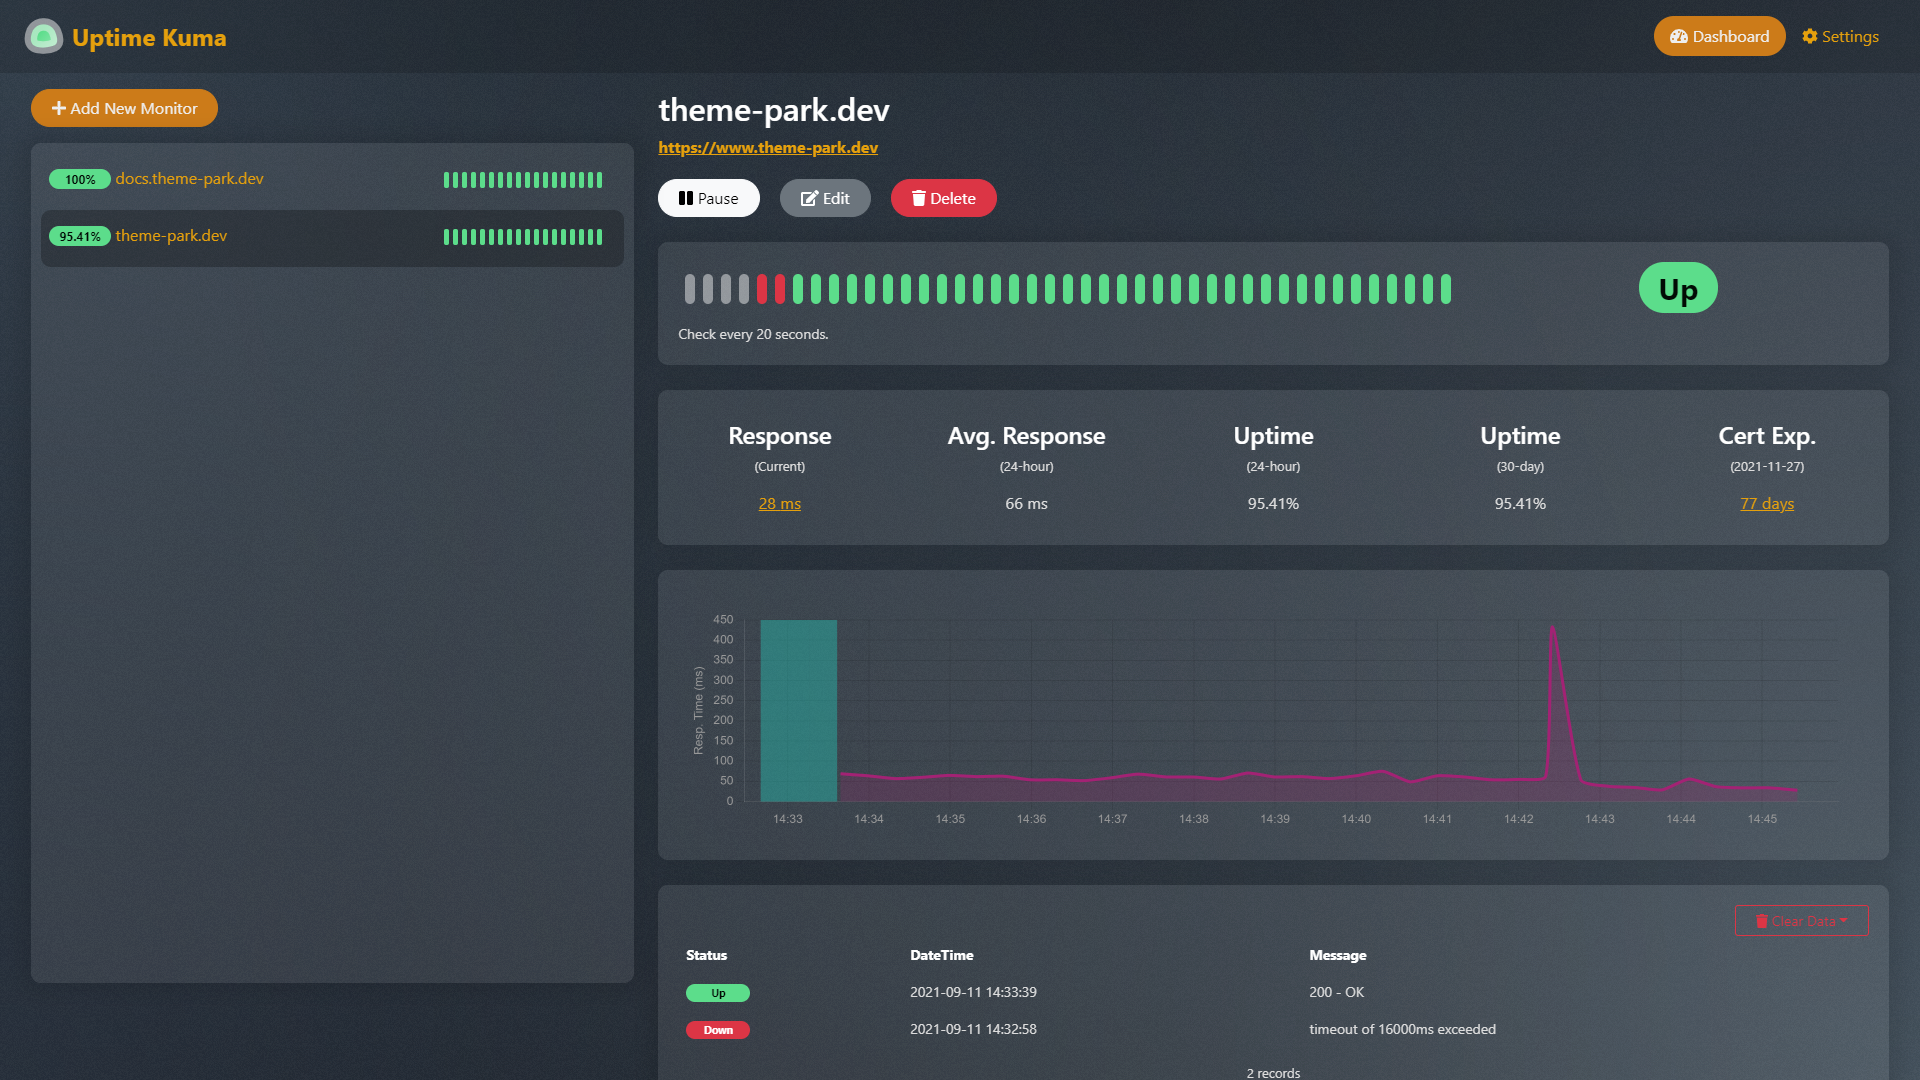 Uptime Kuma
Dashboard
Settings
Add New Monitor
100% docs.theme-park.dev
95.41% theme-park.dev
theme-park.dev
https://www.theme-park.dev
Pause
Edit
Delete
Up
Check every 20 seconds.
Response Avg. Response Uptime Uptime Cert Exp.
(Current) (24-hour) (24-hour) (30-day) (2021-11-27)
28 ms 66 ms 95.41% 95.41% 77 days
Resp. Time (ms)
450
400
350
300
250
200
150
100
50
0
14:33 14:34 14:35 14:36 14:37 14:38 14:39 14:40 14:41 14:42 14:43 14:44 14:45
Clear Data
Status DateTime Message
Up 2021-09-11 14:33:39 200 - OK
Down 2021-09-11 14:32:58 timeout of 16000ms exceeded
2 records